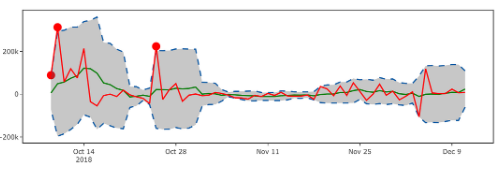 200k
0
−200k
Oct 14
2018
Oct 28
Nov 11
Nov 25
Dec 9